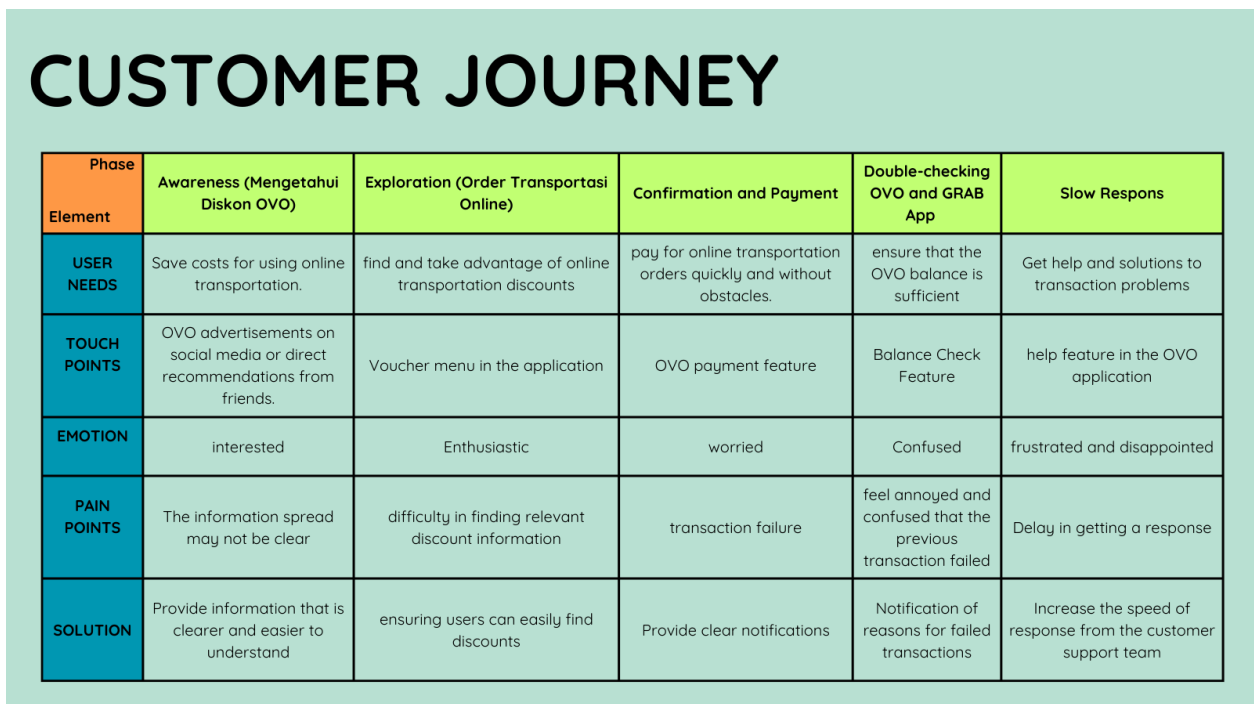 CUSTOMER JOURNEY
Phase
Element
Awareness (Mengetahui
Diskon OVO)
Exploration (Order Transportasi
Online)
Confirmation and Payment
Double-checking
OVO and GRAB
App
Slow Respons
USER
NEEDS
Save costs for using online
transportation.
find and take advantage of online
transportation discounts
pay for online transportation
orders quickly and without
obstacles.
ensure that the
OVO balance is
sufficient
Get help and solutions to
transaction problems
TOUCH
POINTS
OVO advertisements on
social media or direct
recommendations from
friends.
Voucher menu in the application
OVO payment feature
Balance Check
Feature
help feature in the OVO
application
EMOTION
interested
Enthusiastic
worried
Confused
frustrated and disappointed
PAIN
POINTS
The information spread
may not be clear
difficulty in finding relevant
discount information
transaction failure
feel annoyed and
confused that the
previous
transaction failed
Delay in getting a response
SOLUTION
Provide information that is
clearer and easier to
understand
ensuring users can easily find
discounts
Provide clear notifications
Notification of
reasons for failed
transactions
Increase the speed of
response from the customer
support team